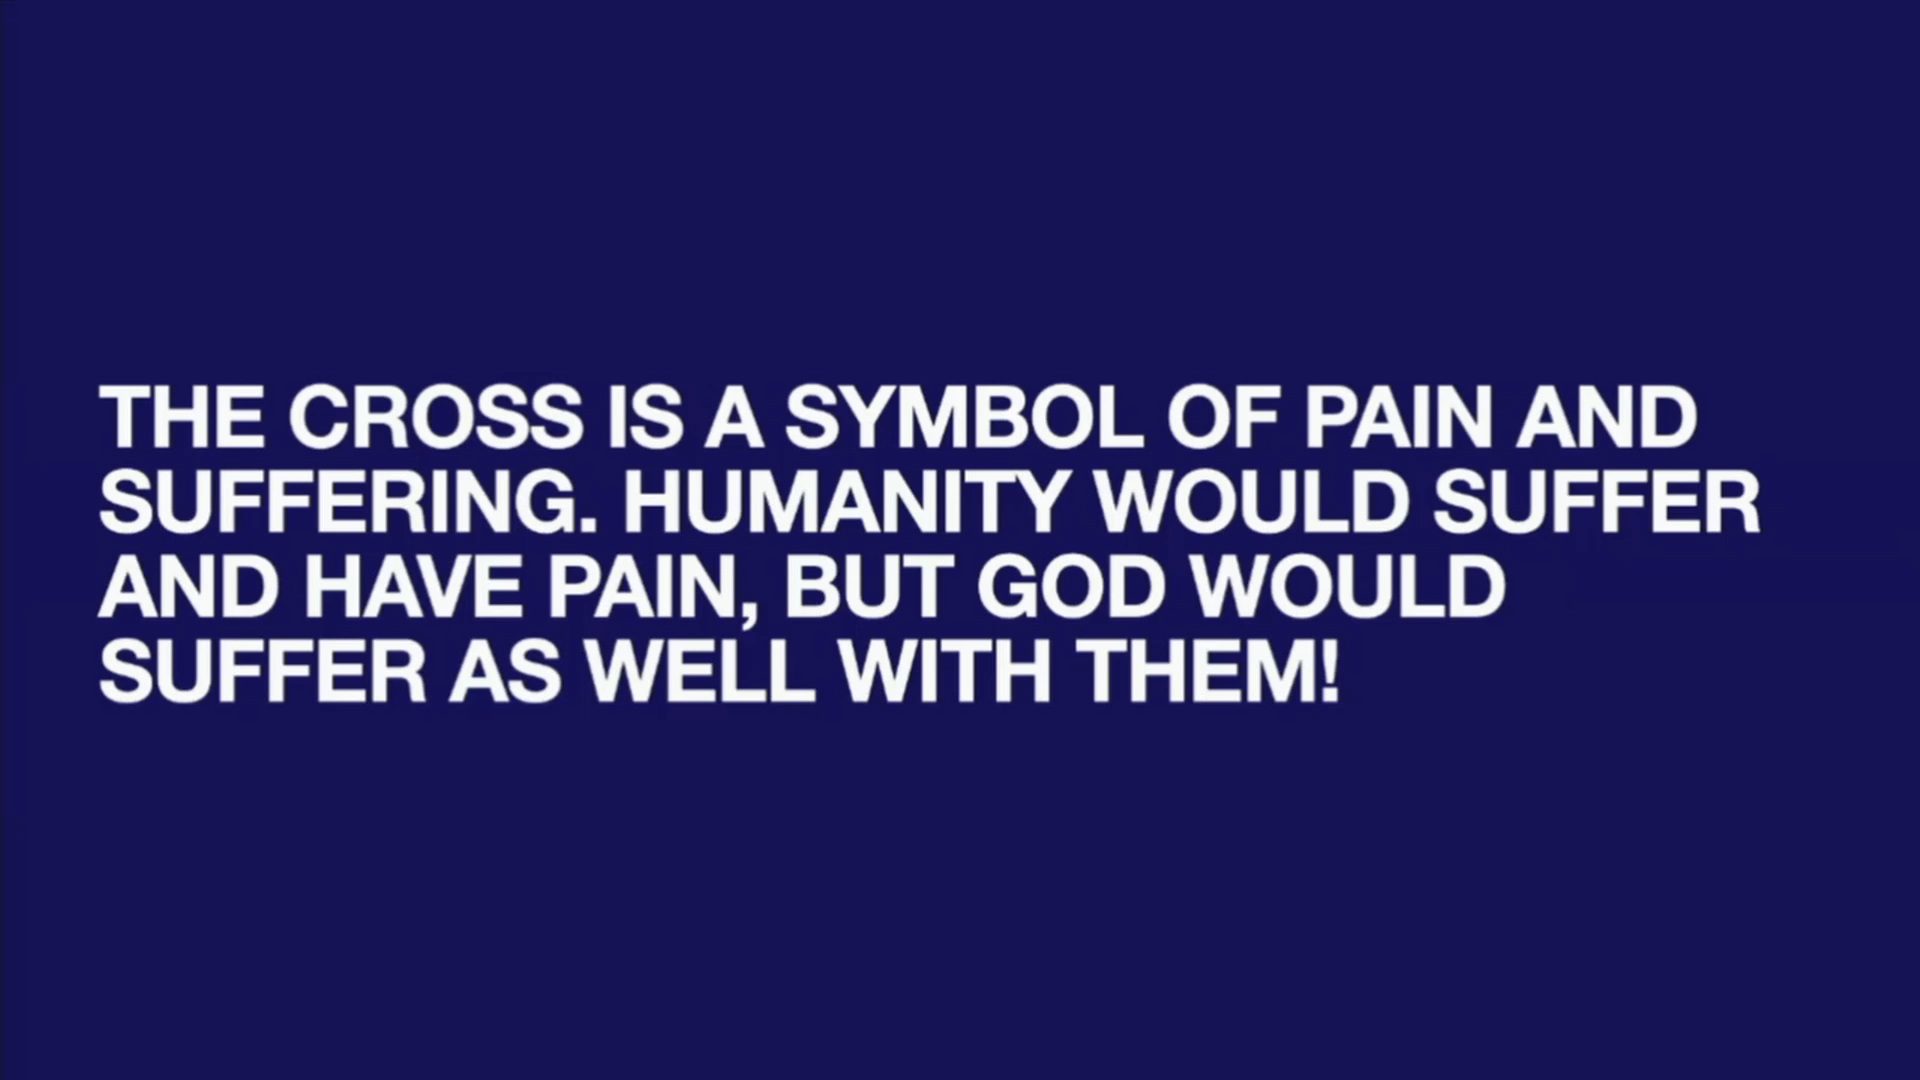 THE CROSS IS A SYMBOL OF PAIN AND
SUFFERING. HUMANITY WOULD SUFFER
AND HAVE PAIN, BUT GOD WOULD
SUFFER AS WELL WITH THEM!